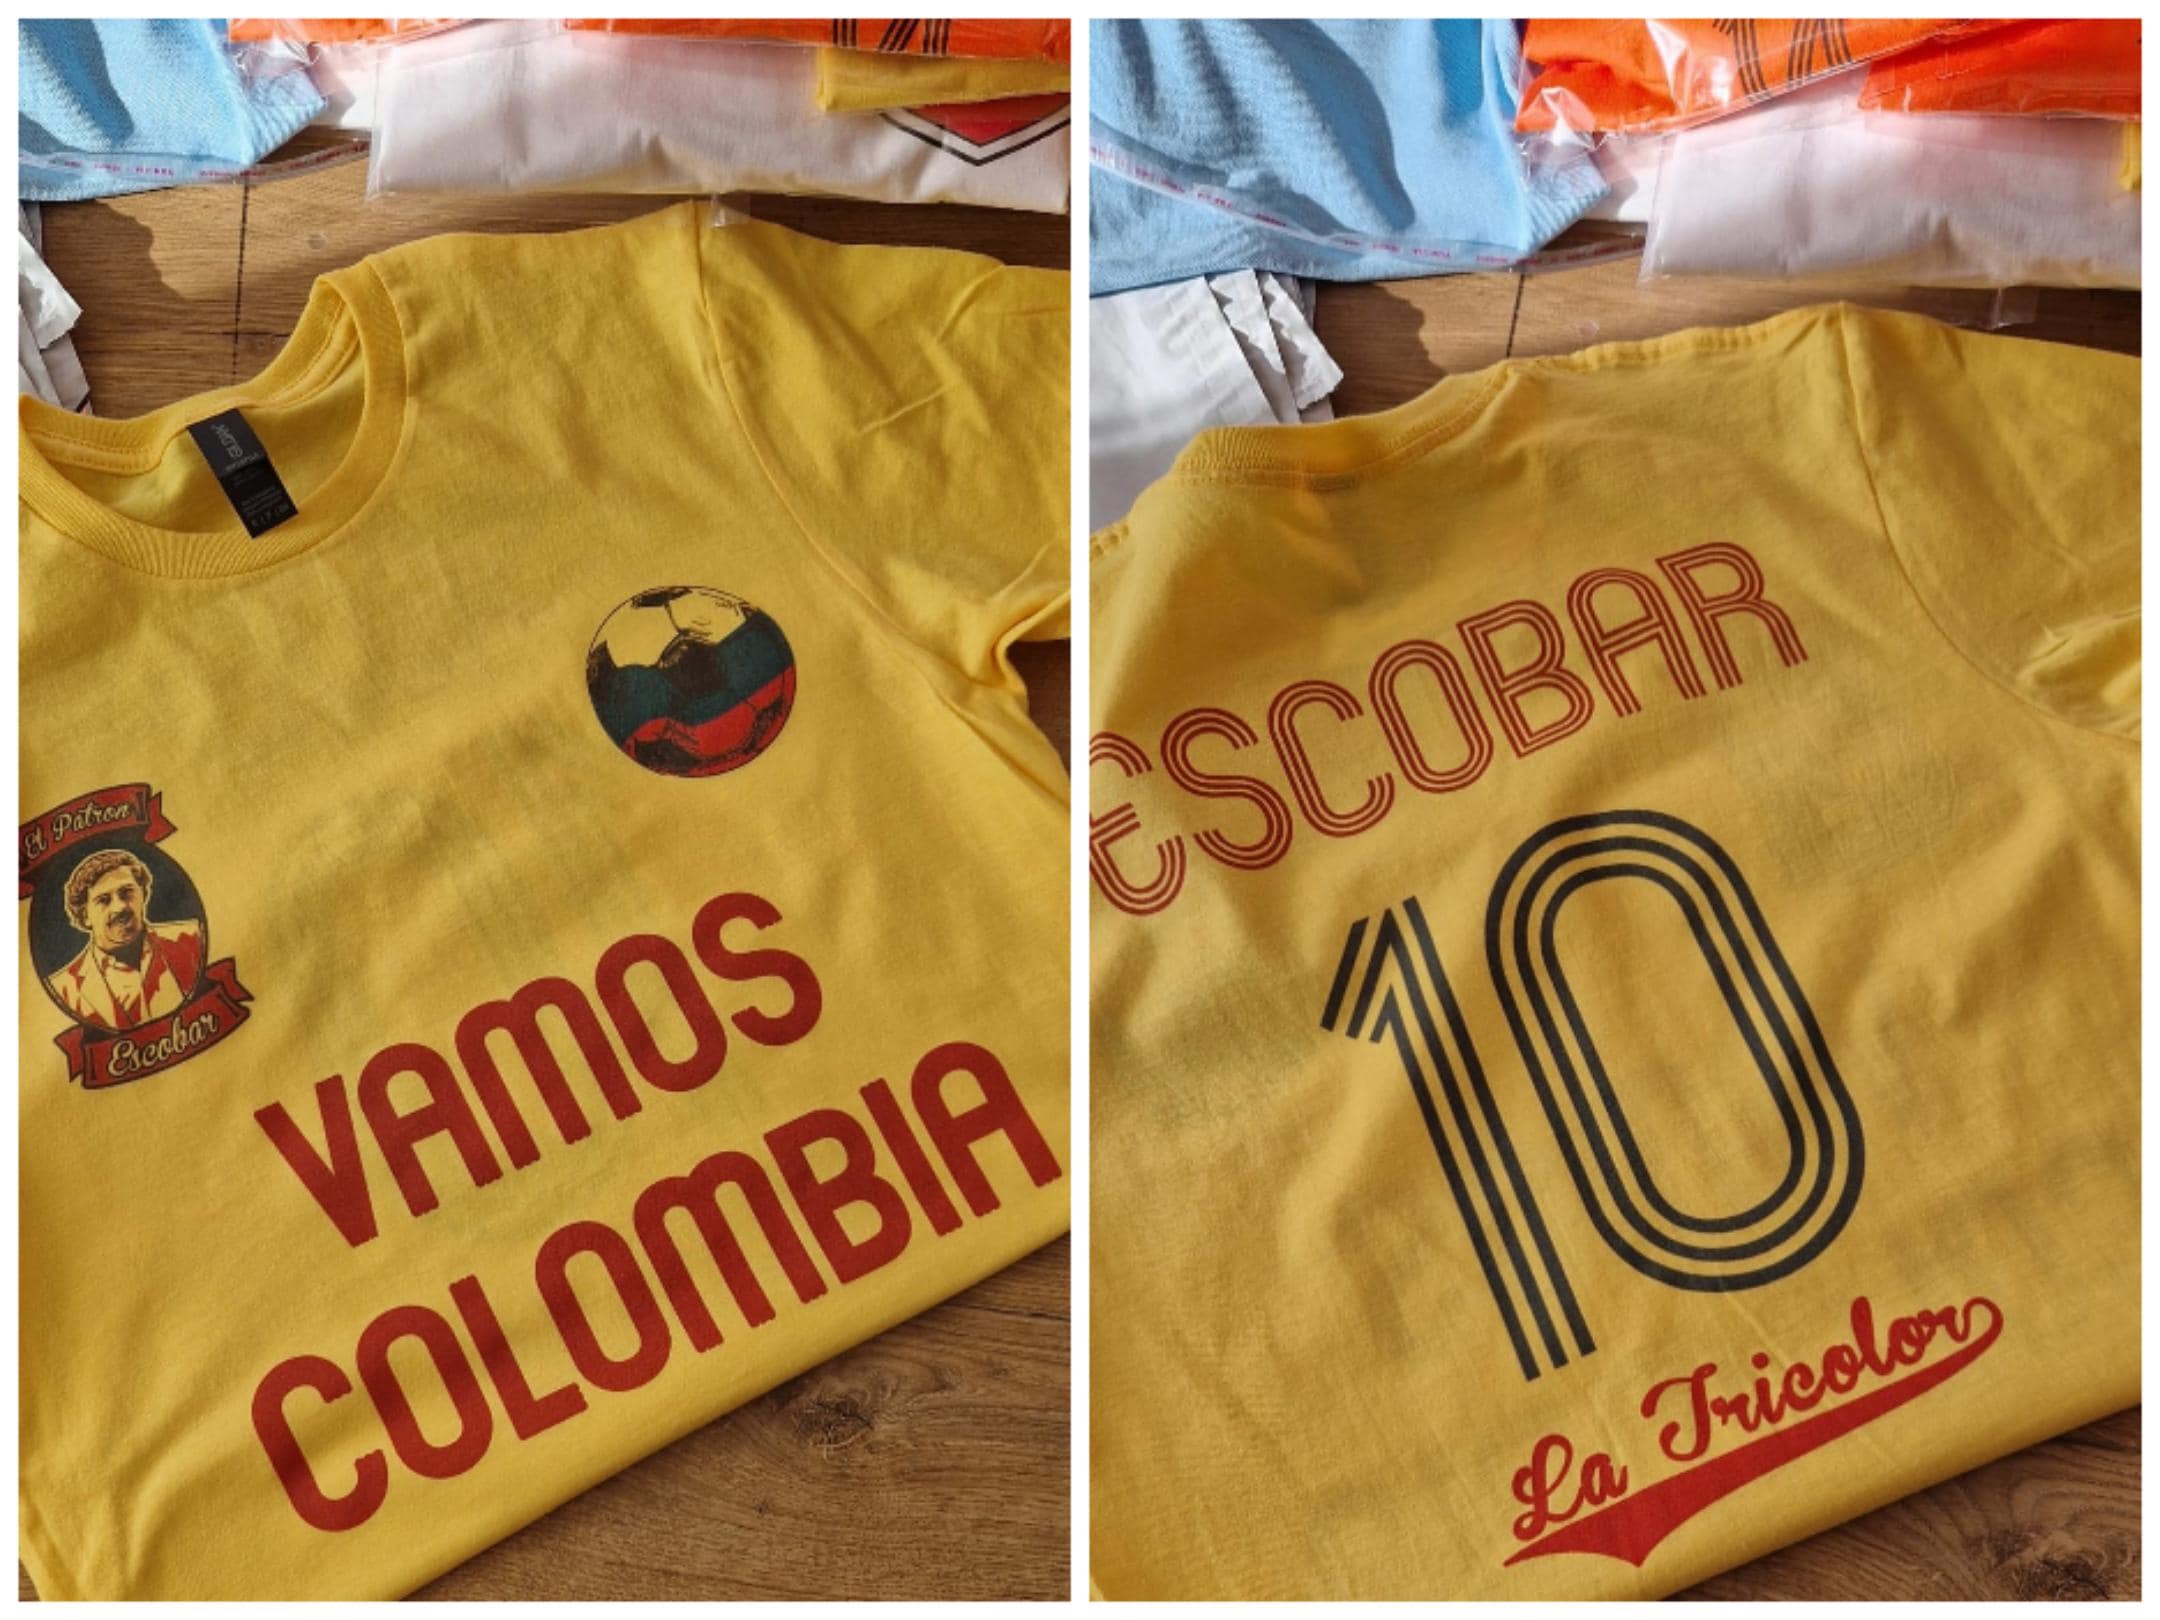 El Patron
Escobar
VAMOS
COLOMBIA
ESCOBAR
10
La Tricolor